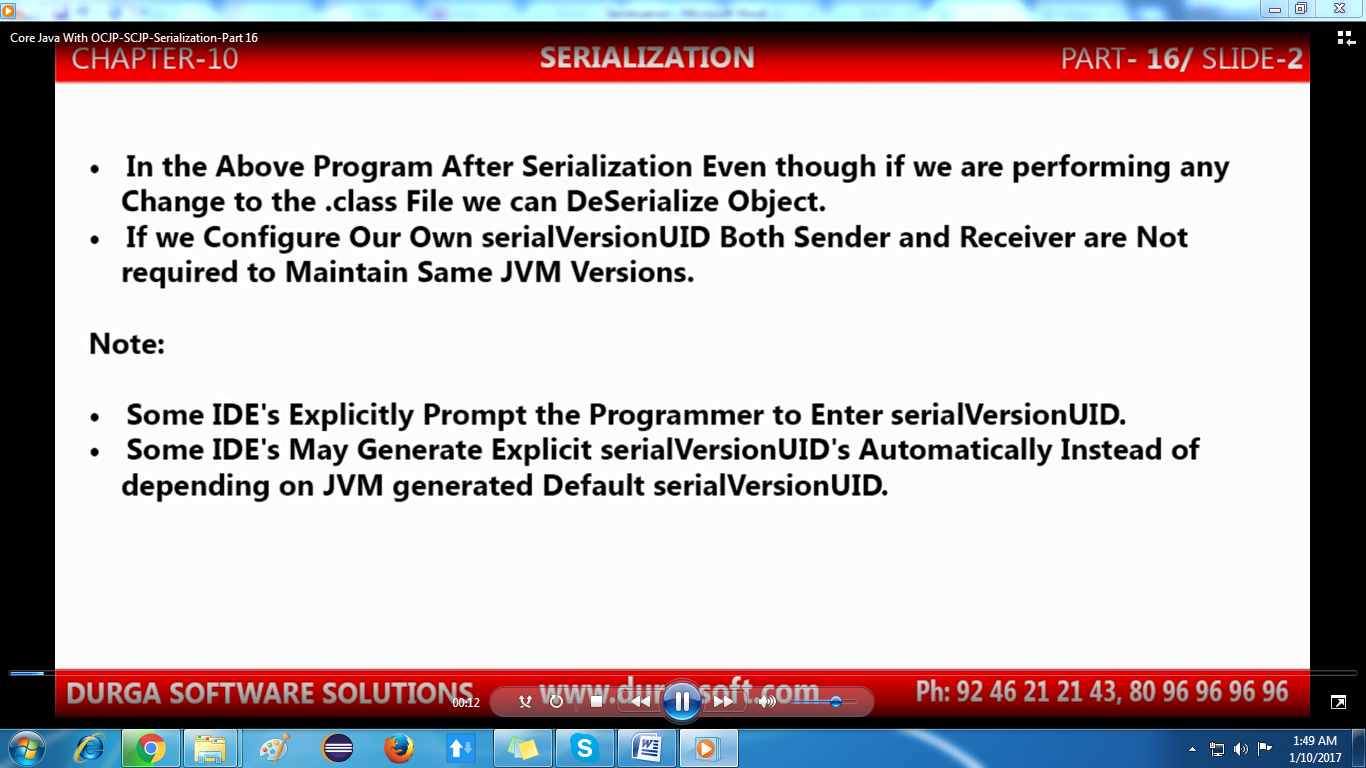 Core Java With OCJP-SCJP-Serialization-Part 16
CHAPTER-10
SERIALIZATION
PART- 16/ SLIDE-2
• In the Above Program After Serialization Even though if we are performing any
Change to the .class File we can DeSerialize Object.
• If we Configure Our Own serialVersionUID Both Sender and Receiver are Not
required to Maintain Same JVM Versions.
Note:
• Some IDE's Explicitly Prompt the Programmer to Enter serialVersionUID.
• Some IDE's May Generate Explicit serialVersionUID's Automatically Instead of
depending on JVM generated Default serialVersionUID.
DURGA SOFTWARE SOLUTIONS
Ph: 92 46 21 21 43, 80 96 96 96 96
00:12
1:49 AM
1/10/2017